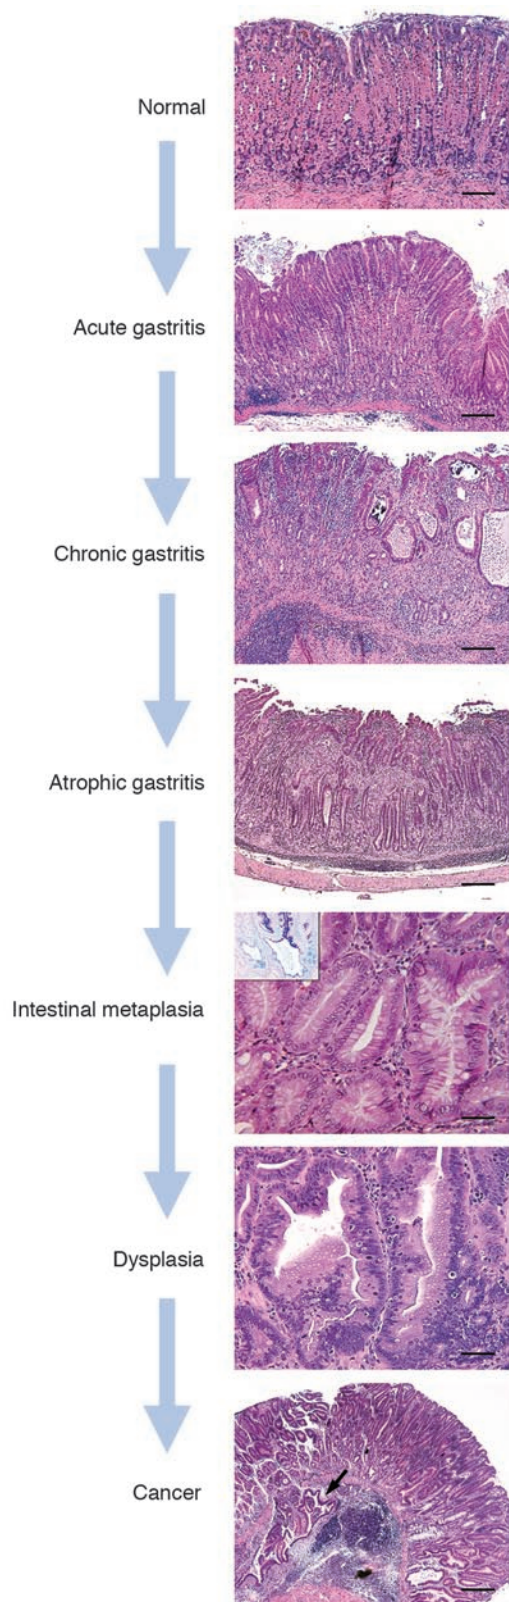 Normal
Acute gastritis
Chronic gastritis
Atrophic gastritis
Intestinal metaplasia
Dysplasia
Cancer